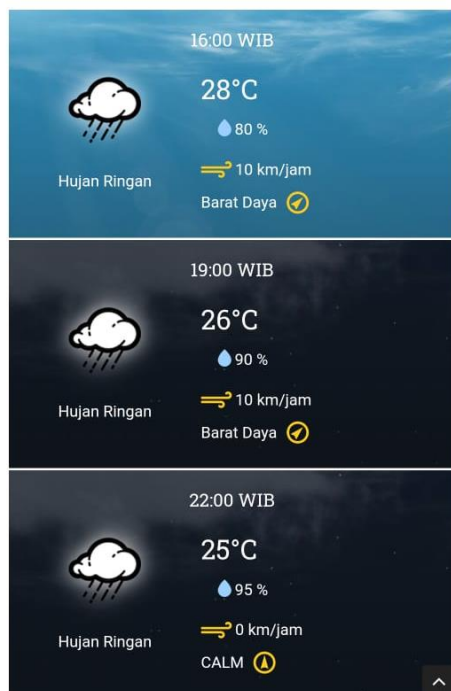 16:00 WIB
28°C
80 %
10 km/jam
Hujan Ringan
Barat Daya
19:00 WIB
26°C
90 %
10 km/jam
Hujan Ringan
Barat Daya
22:00 WIB
25°C
95 %
0 km/jam
Hujan Ringan
CALM